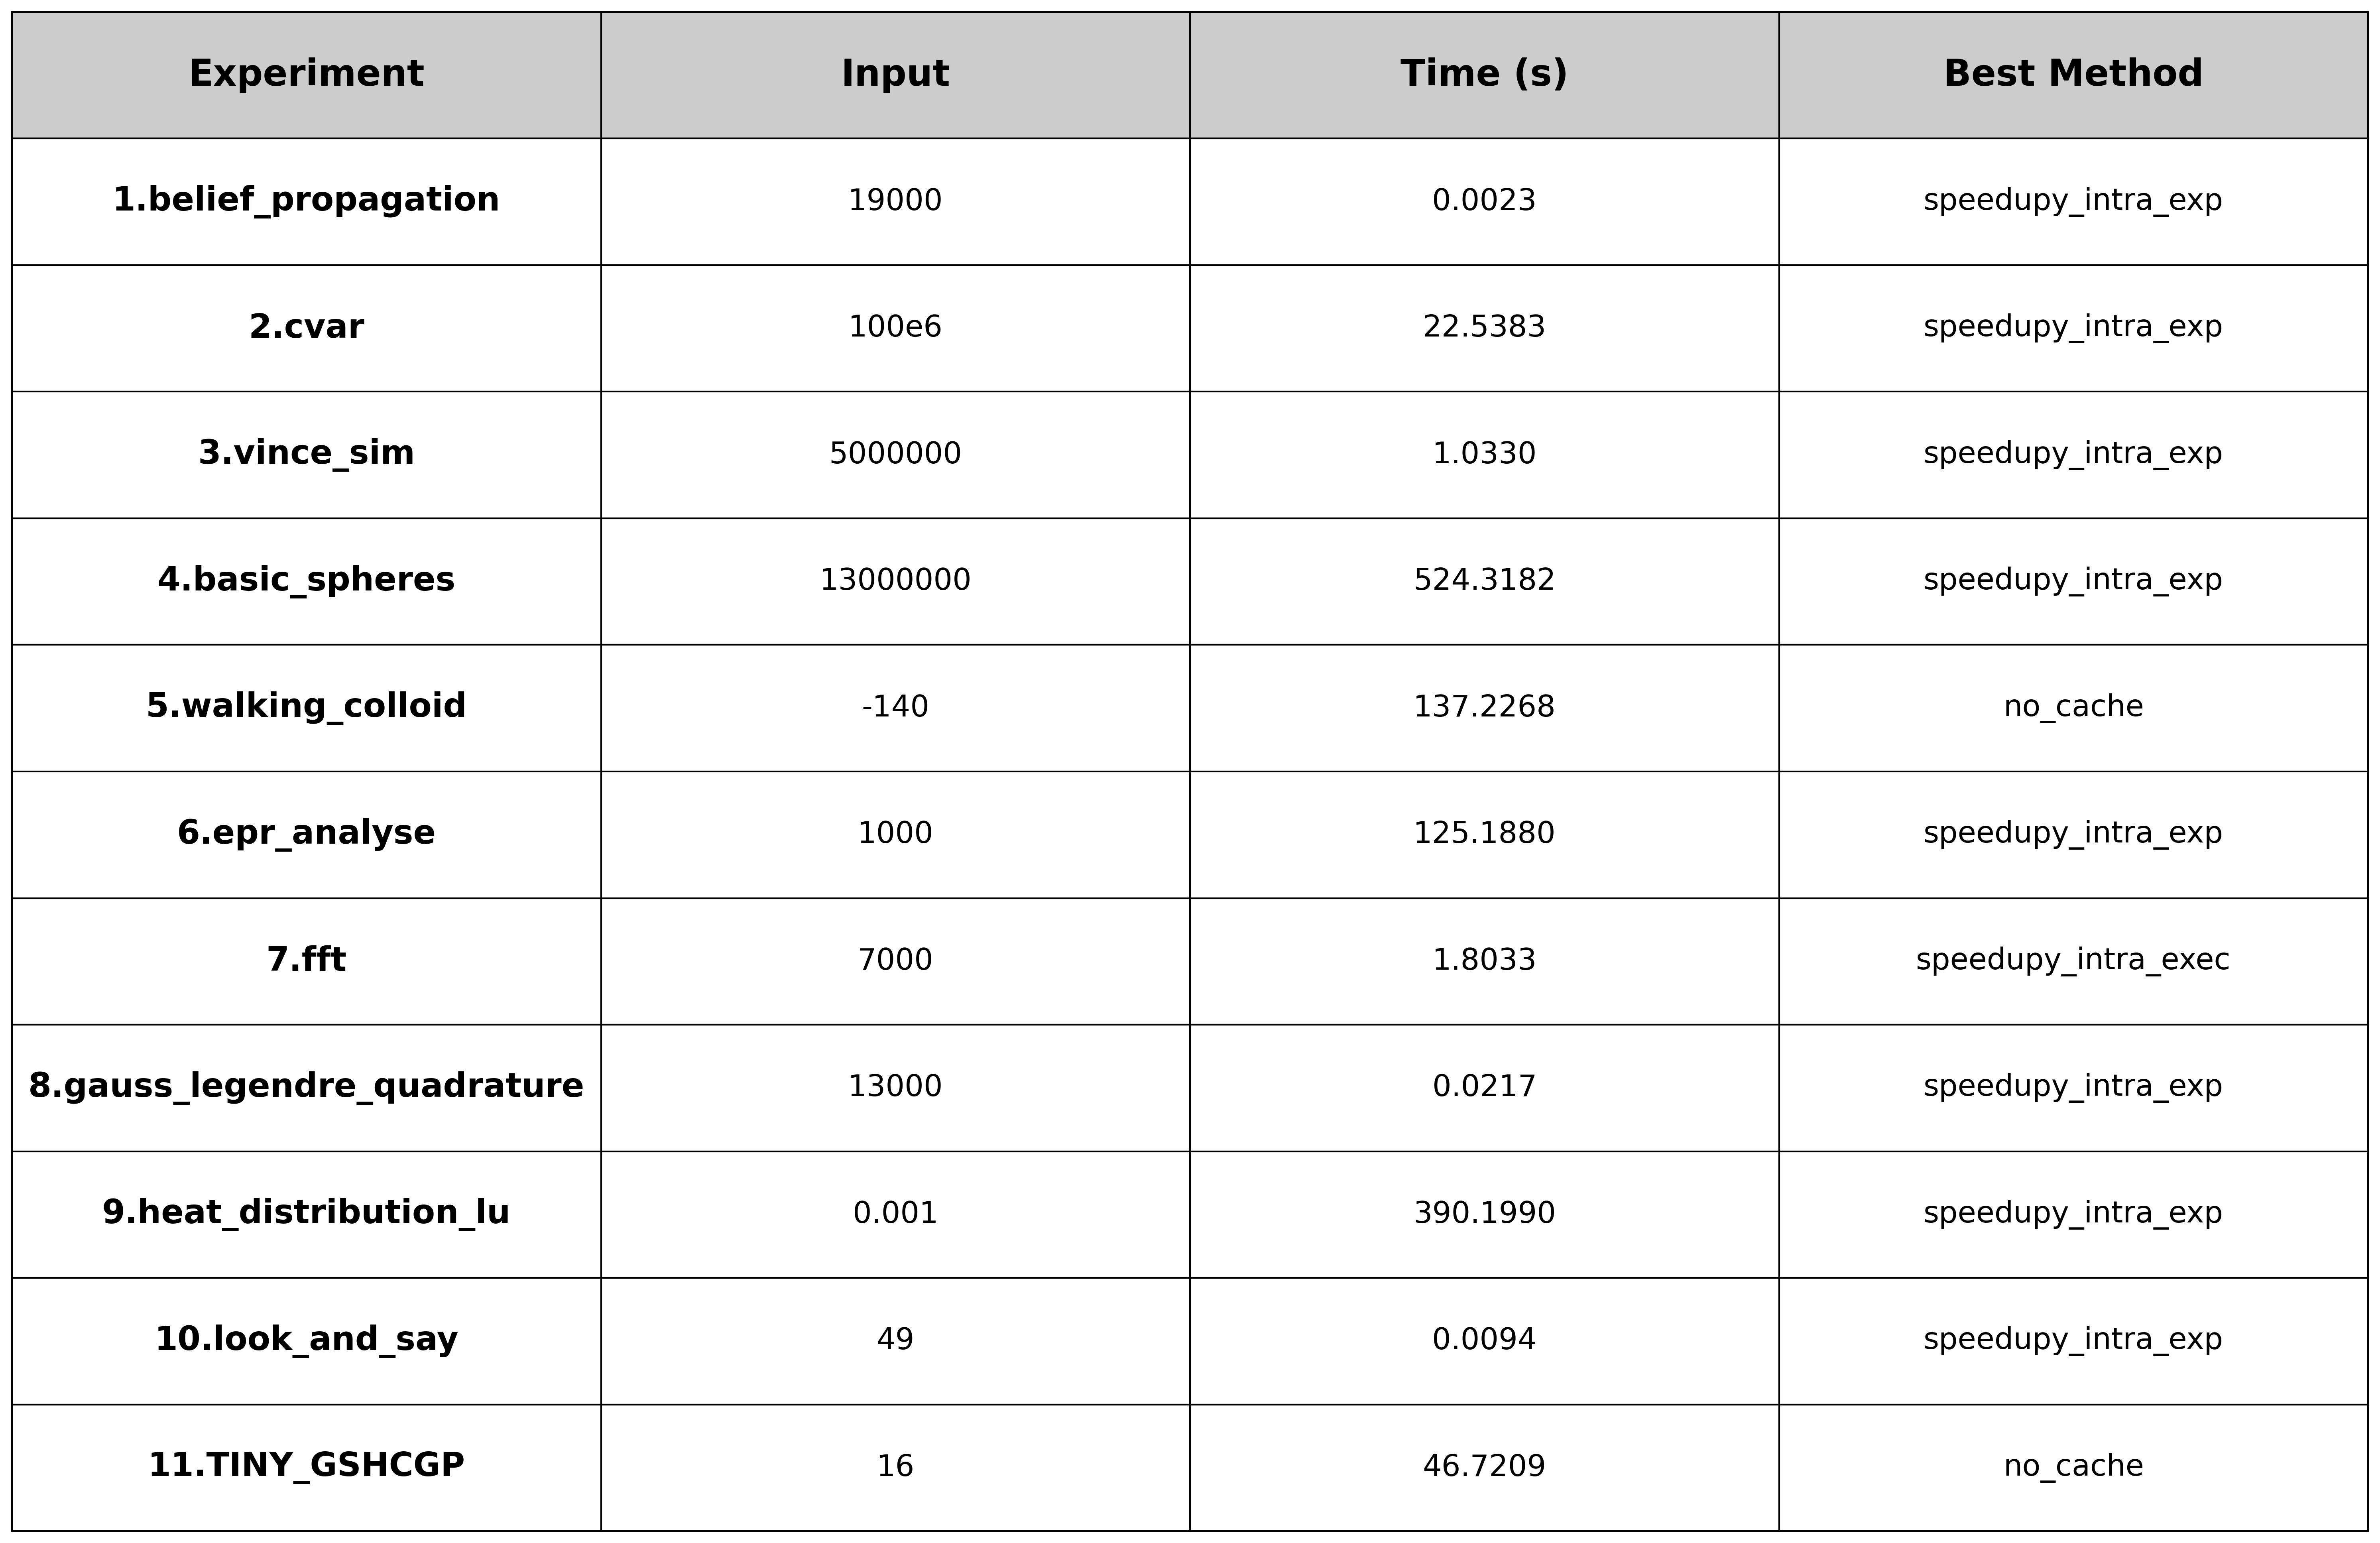 Experiment Input Time (s) Best Method
1.belief_propagation 19000 0.0023 speedupy_intra_exp
2.cvar 100e6 22.5383 speedupy_intra_exp
3.vince_sim 5000000 1.0330 speedupy_intra_exp
4.basic_spheres 13000000 524.3182 speedupy_intra_exp
5.walking_colloid -140 137.2268 no_cache
6.epr_analyse 1000 125.1880 speedupy_intra_exp
7.fft 7000 1.8033 speedupy_intra_exec
8.gauss_legendre_quadrature 13000 0.0217 speedupy_intra_exp
9.heat_distribution_lu 0.001 390.1990 speedupy_intra_exp
10.look_and_say 49 0.0094 speedupy_intra_exp
11.TINY_GSHCGP 16 46.7209 no_cache